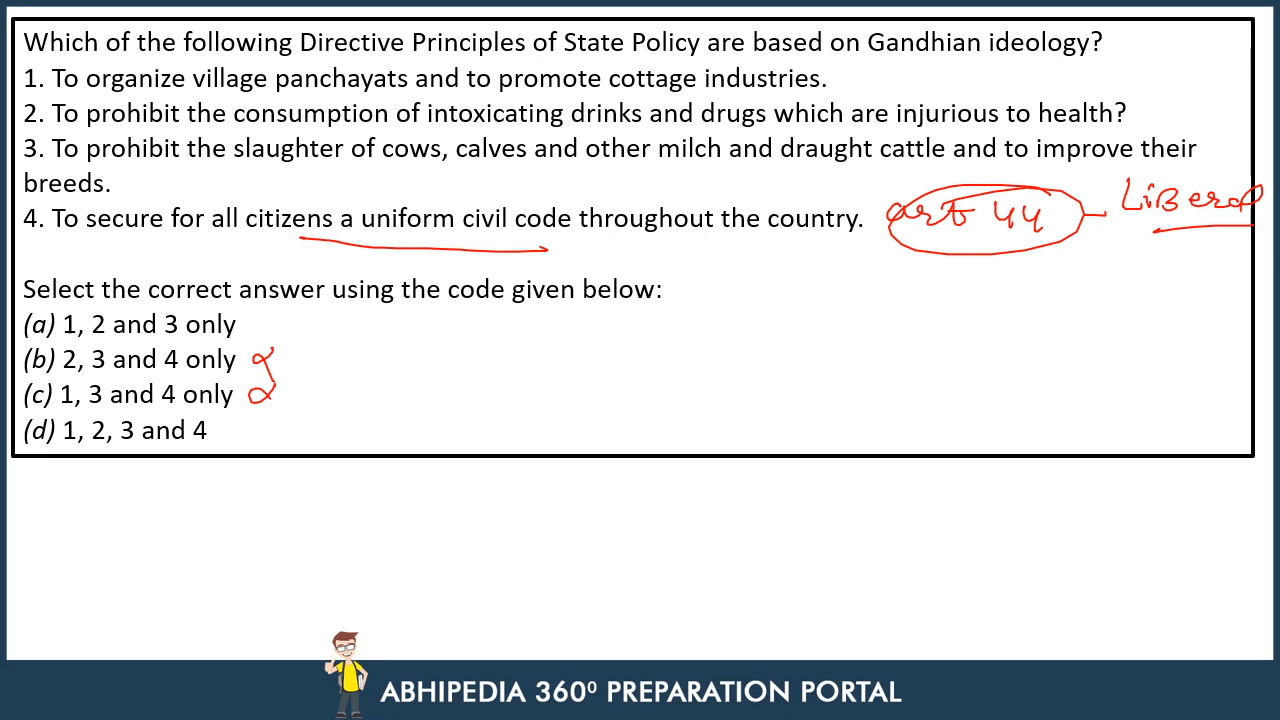 Which of the following Directive Principles of State Policy are based on Gandhian ideology?
1. To organize village panchayats and to promote cottage industries.
2. To prohibit the consumption of intoxicating drinks and drugs which are injurious to health?
3. To prohibit the slaughter of cows, calves and other milch and draught cattle and to improve their
breeds.
4. To secure for all citizens a uniform civil code throughout the country. art 44 - Liberal
Select the correct answer using the code given below:
(a) 1, 2 and 3 only
(b) 2, 3 and 4 only
(c) 1, 3 and 4 only
(d) 1, 2, 3 and 4
ABHIPEDIA 360⁰ PREPARATION PORTAL